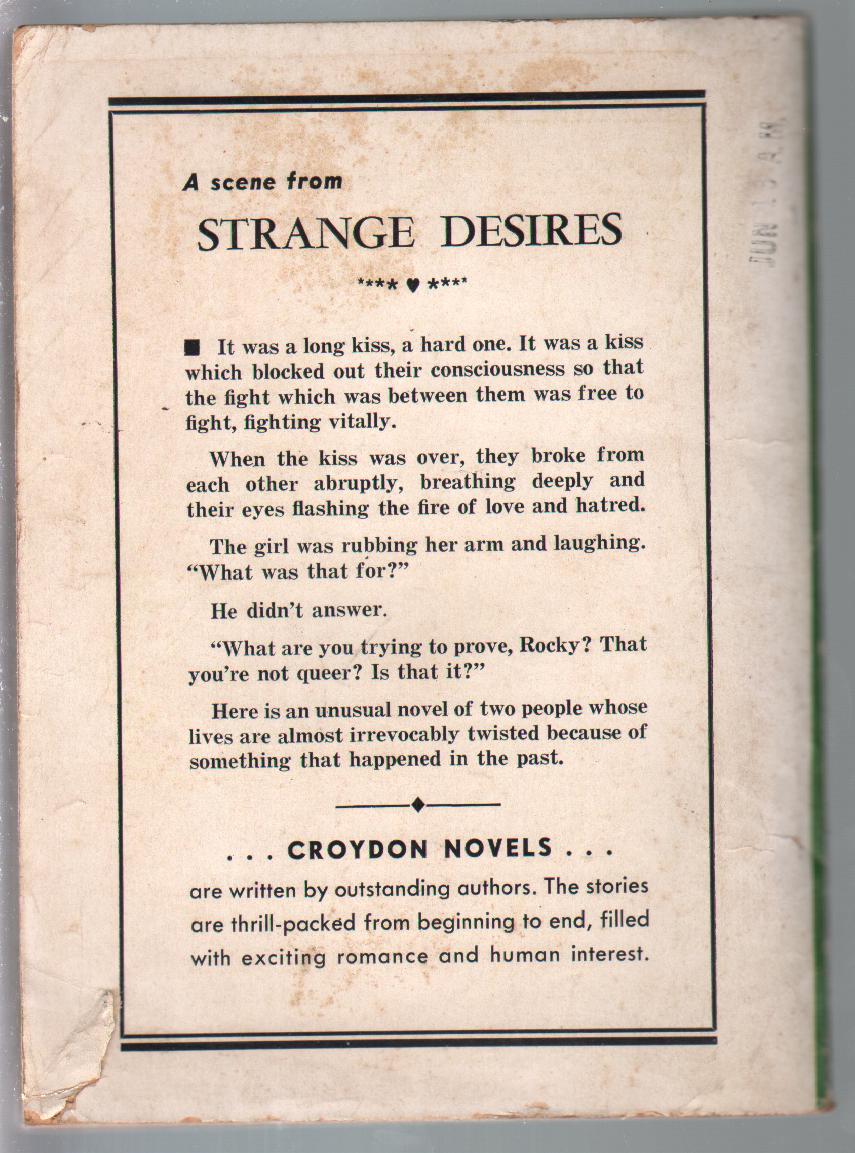 A scene from
STRANGE DESIRES
**** ♥ ****
■ It was a long kiss, a hard one. It was a kiss
which blocked out their consciousness so that
the fight which was between them was free to
fight, fighting vitally.
When the kiss was over, they broke from
each other abruptly, breathing deeply and
their eyes flashing the fire of love and hatred.
The girl was rubbing her arm and laughing.
“What was that for?”
He didn’t answer.
“What are you trying to prove, Rocky? That
you’re not queer? Is that it?”
Here is an unusual novel of two people whose
lives are almost irrevocably twisted because of
something that happened in the past.
. . . CROYDON NOVELS . . .
are written by outstanding authors. The stories
are thrill-packed from beginning to end, filled
with exciting romance and human interest.
JUN 1